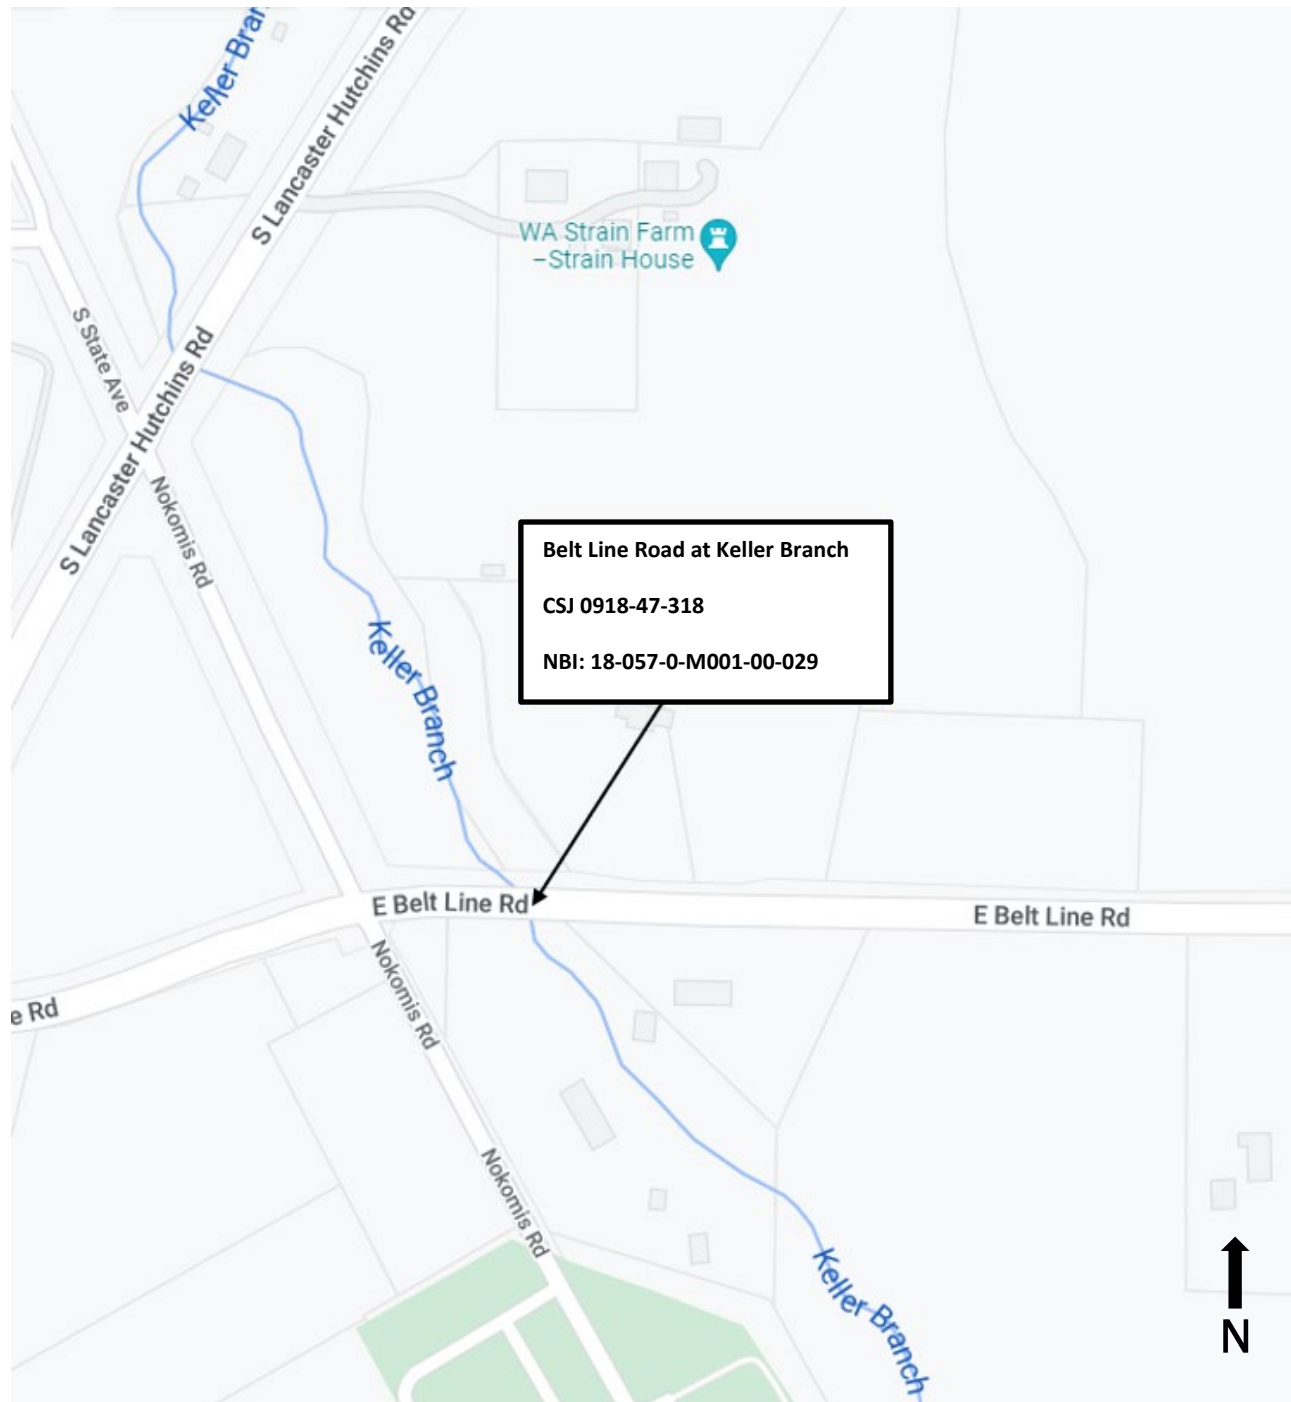 Keller Bran
S Lancaster Hutchins Rd
WA Strain Farm
–Strain House
S State Ave
S Lancaster Hutchins Rd
Nokomis Rd
Belt Line Road at Keller Branch
CSJ 0918-47-318
NBI: 18-057-0-M001-00-029
Keller Branch
E Belt Line Rd
E Belt Line Rd
e Rd
Nokomis Rd
Nokomis Rd
Keller Branch
N